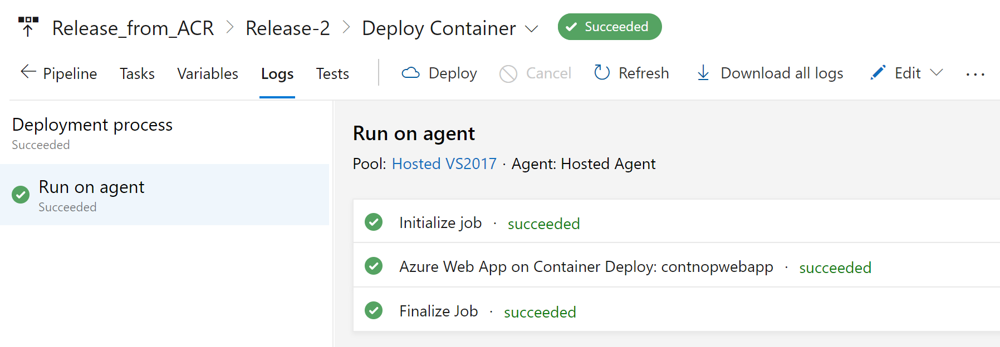 Release_from_ACR > Release-2 > Deploy Container Succeeded
Pipeline Tasks Variables Logs Tests Deploy Cancel Refresh Download all logs Edit ...
Deployment process
Succeeded
Run on agent
Succeeded
Run on agent
Pool: Hosted VS2017 · Agent: Hosted Agent
Initialize job · succeeded
Azure Web App on Container Deploy: contnopwebapp · succeeded
Finalize Job · succeeded